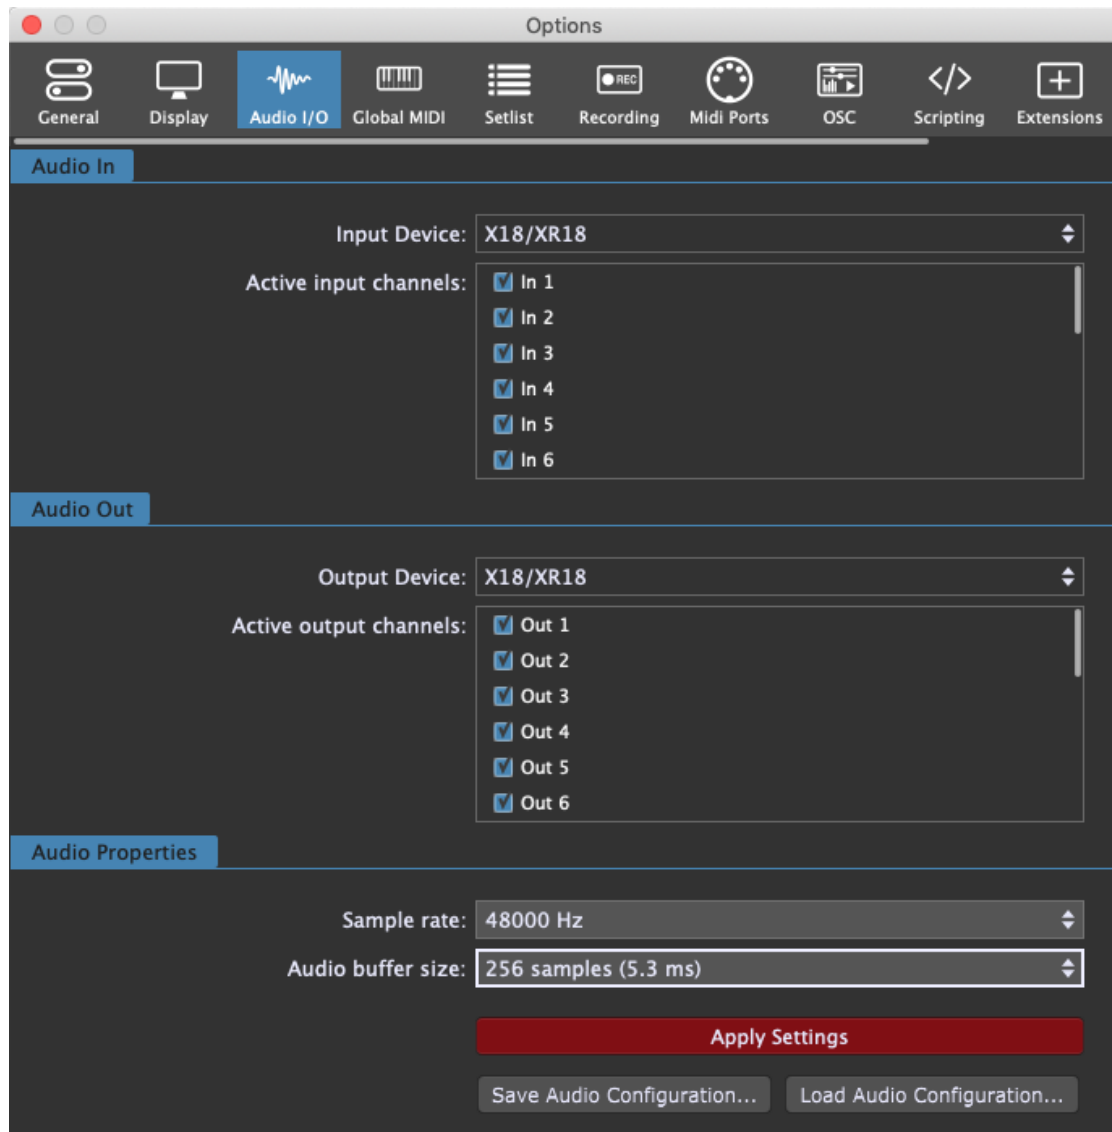 Options
General Display Audio I/O Global MIDI Setlist REC Recording Midi Ports OSC </> Scripting Extensions
Audio In
Input Device: X18/XR18
Active input channels: In 1
In 2
In 3
In 4
In 5
In 6
Audio Out
Output Device: X18/XR18
Active output channels: Out 1
Out 2
Out 3
Out 4
Out 5
Out 6
Audio Properties
Sample rate: 48000 Hz
Audio buffer size: 256 samples (5.3 ms)
Apply Settings
Save Audio Configuration... Load Audio Configuration...